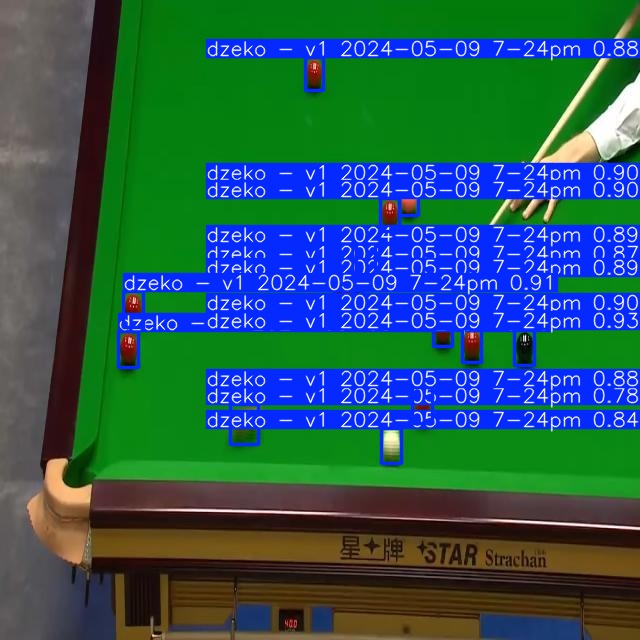 dzeko - v1 2024-05-09 7-24pm 0.88
dzeko - v1 2024-05-09 7-24pm 0.90
dzeko - v1 2024-05-09 7-24pm 0.90
dzeko - v1 2024-05-09 7-24pm 0.89
dzeko - v1 2024-05-09 7-24pm 0.87
dzeko - v1 2024-05-09 7-24pm 0.89
dzeko - v1 2024-05-09 7-24pm 0.91
dzeko - v1 2024-05-09 7-24pm 0.90
dzeko - dzeko - v1 2024-05-09 7-24pm 0.93
dzeko - v1 2024-05-09 7-24pm 0.88
dzeko - v1 2024-05-09 7-24pm 0.78
dzeko - v1 2024-05-09 7-24pm 0.84
星牌 STAR Strachan